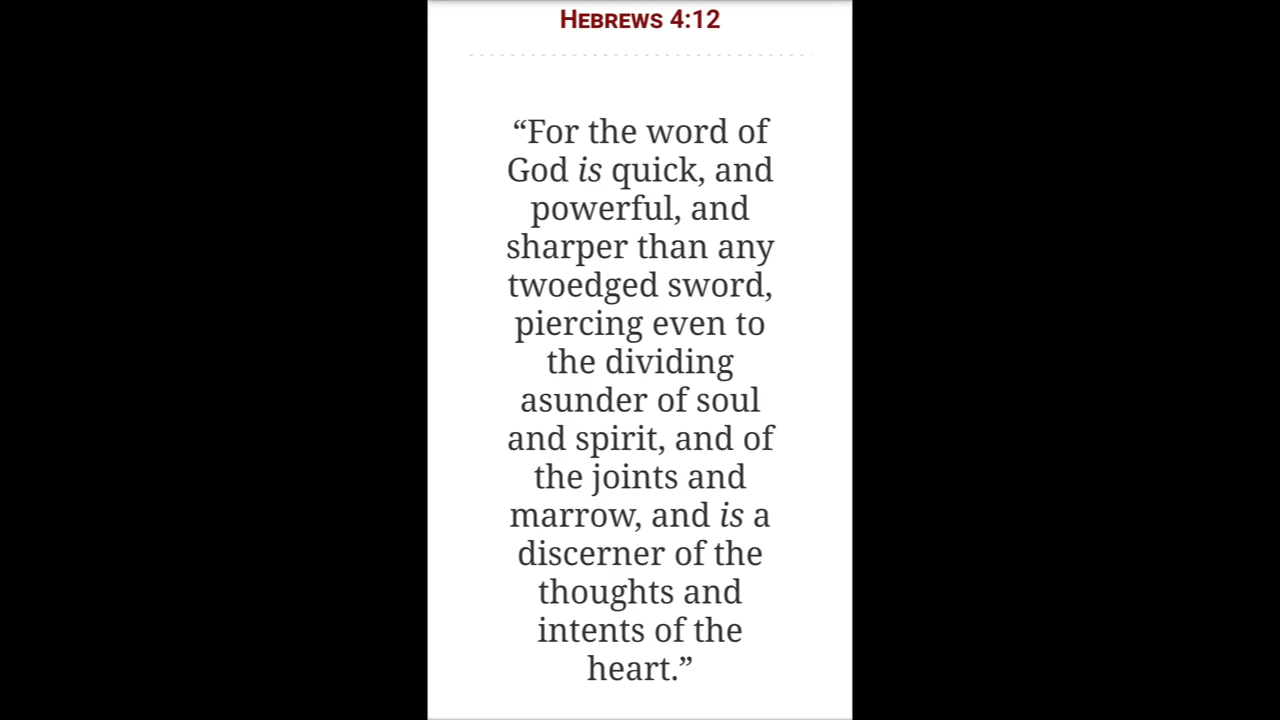 Hebrews 4:12
“For the word of
God is quick, and
powerful, and
sharper than any
twoedged sword,
piercing even to
the dividing
asunder of soul
and spirit, and of
the joints and
marrow, and is a
discerner of the
thoughts and
intents of the
heart.”